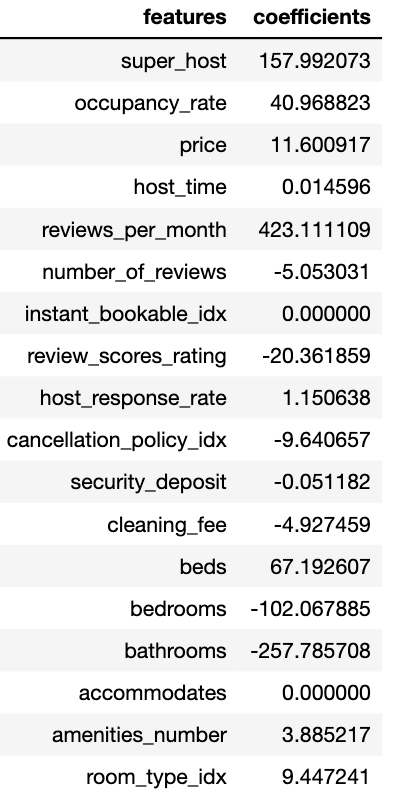 features coefficients
super_host 157.992073
occupancy_rate 40.968823
price 11.600917
host_time 0.014596
reviews_per_month 423.111109
number_of_reviews -5.053031
instant_bookable_idx 0.000000
review_scores_rating -20.361859
host_response_rate 1.150638
cancellation_policy_idx -9.640657
security_deposit -0.051182
cleaning_fee -4.927459
beds 67.192607
bedrooms -102.067885
bathrooms -257.785708
accommodates 0.000000
amenities_number 3.885217
room_type_idx 9.447241